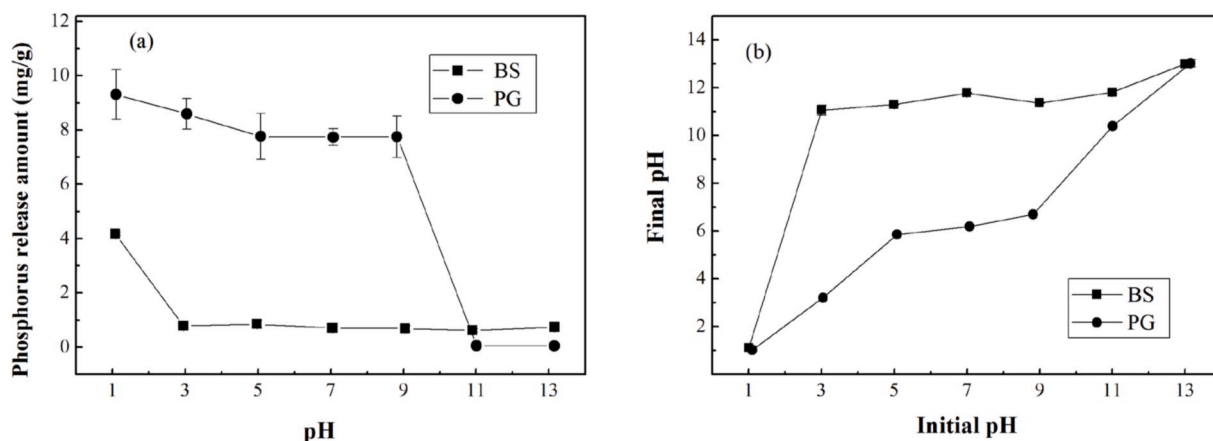 (a)
BS
PG
Phosphorus release amount (mg/g)
12
10
8
6
4
2
0
1 3 5 7 9 11 13
pH
(b)
BS
PG
Final pH
14
12
10
8
6
4
2
1 3 5 7 9 11 13
Initial pH